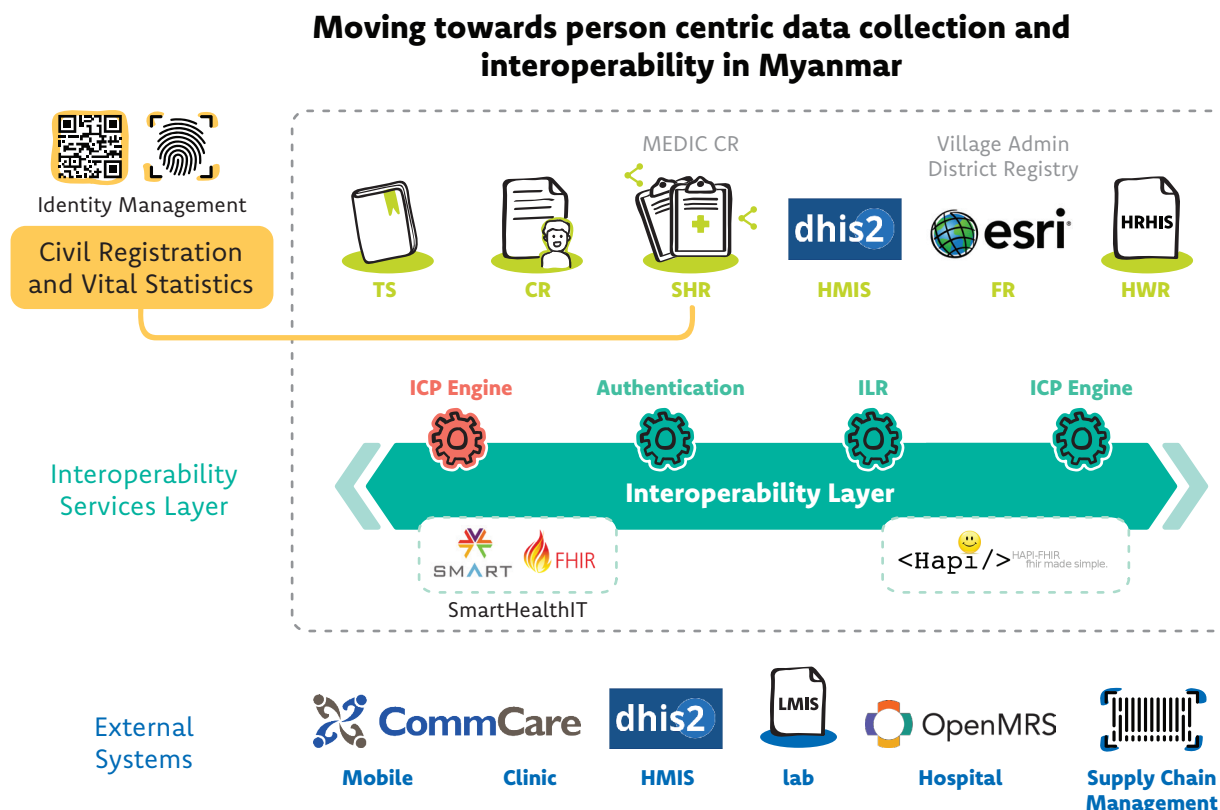 Moving towards person centric data collection and
interoperability in Myanmar
Identity Management
Civil Registration
and Vital Statistics
MEDIC CR
Village Admin
District Registry
dhis2
esri
HRHIS
TS
CR
SHR
HMIS
FR
HWR
ICP Engine
Authentication
ILR
ICP Engine
Interoperability
Services Layer
Interoperability Layer
SMART
FHIR
<Hapi/>
HAPI-FHIR
fhir made simple.
SmartHealthIT
External
Systems
CommCare
dhis2
LMIS
OpenMRS
Mobile
Clinic
HMIS
lab
Hospital
Supply Chain
Management